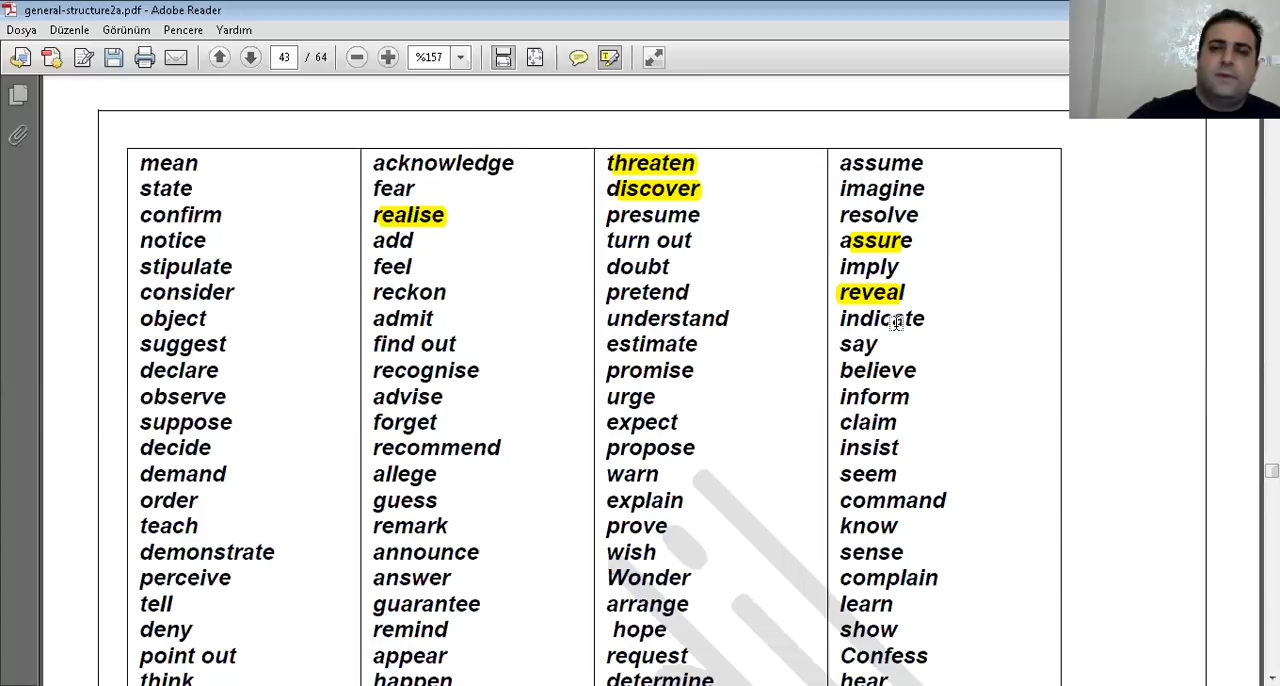 general-structure2a.pdf - Adobe Reader
Dosya Düzenle Görünüm Pencere Yardım
43 / 64 %157
mean acknowledge threaten assume
state fear discover imagine
confirm realise presume resolve
notice add turn out assure
stipulate feel doubt imply
consider reckon pretend reveal
object admit understand indicate
suggest find out estimate say
declare recognise promise believe
observe advise urge inform
suppose forget expect claim
decide recommend propose insist
demand allege warn seem
order guess explain command
teach remark prove know
demonstrate announce wish sense
perceive answer Wonder complain
tell guarantee arrange learn
deny remind hope show
point out appear request Confess
think happen determine hear